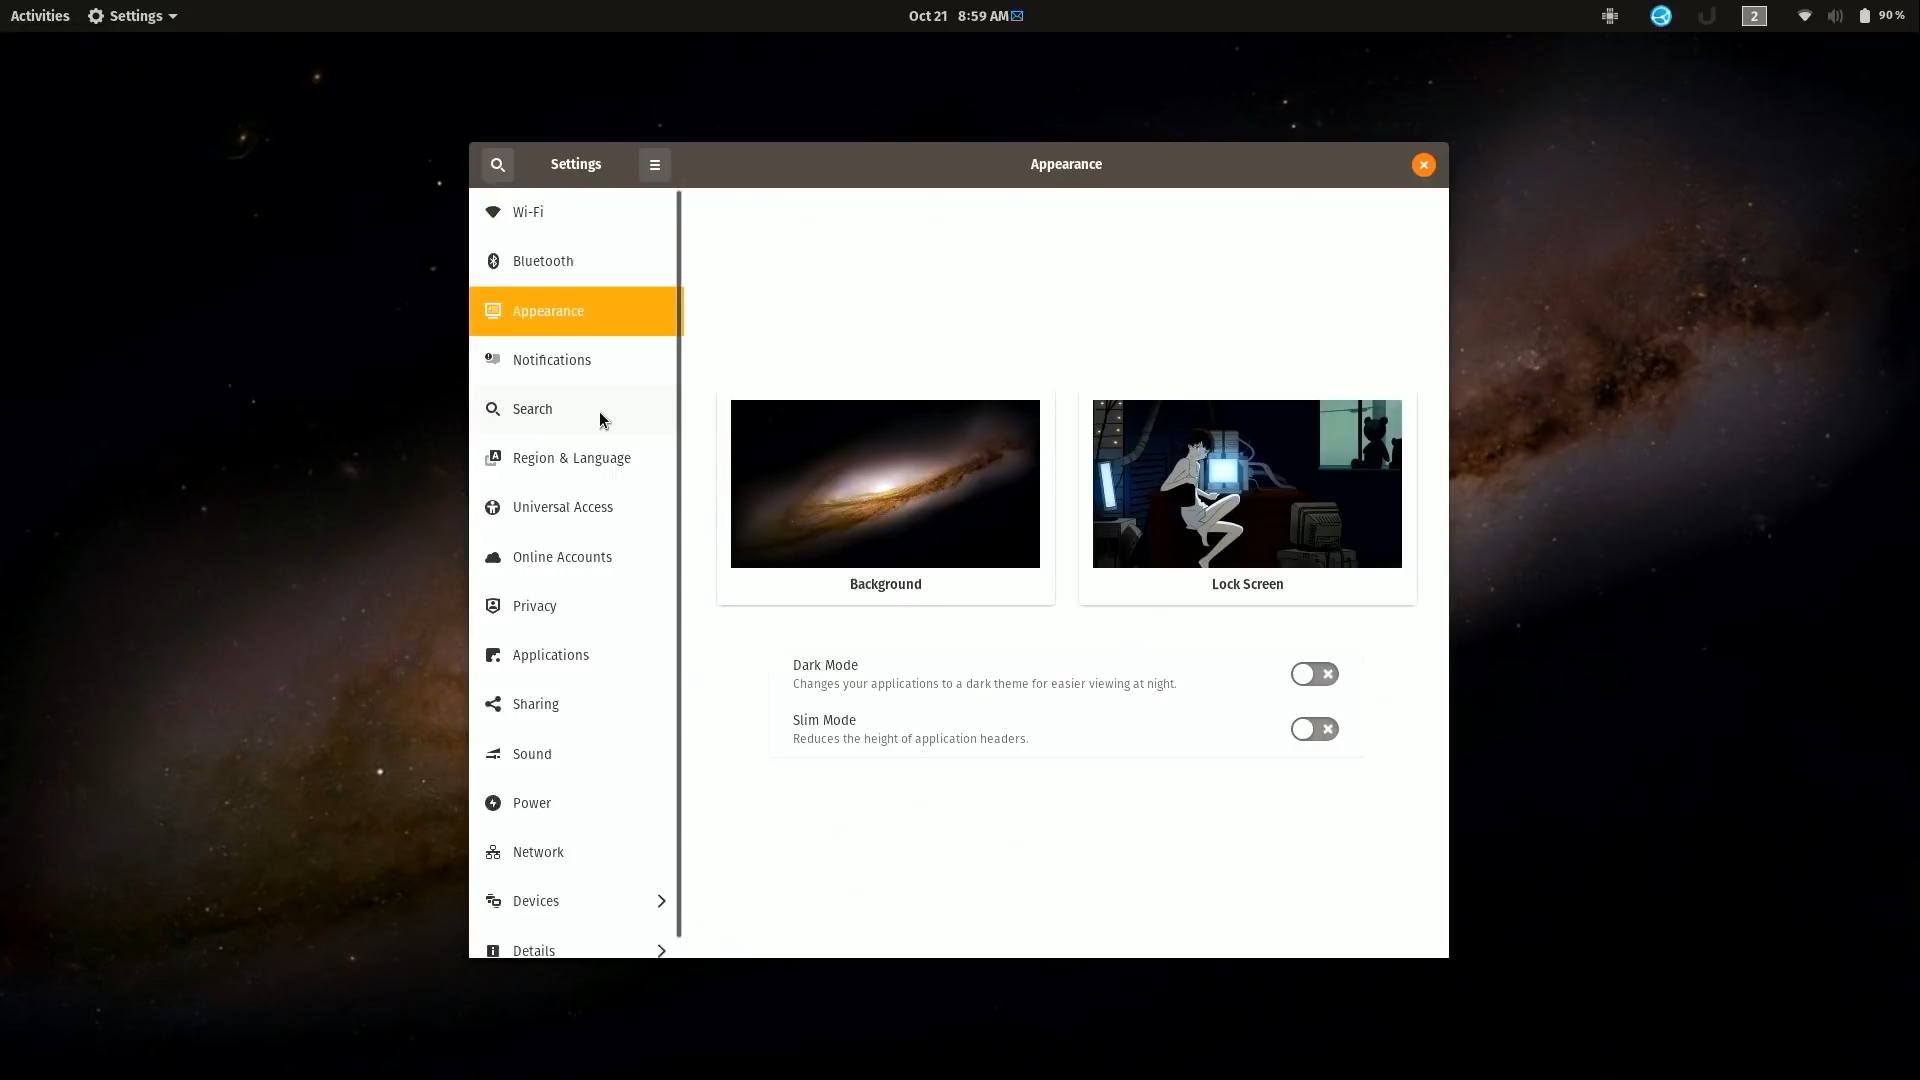 Activities
Settings
Oct 21 8:59 AM
2
90 %
Settings
Appearance
Wi-Fi
Bluetooth
Appearance
Notifications
Search
Region & Language
Universal Access
Online Accounts
Privacy
Applications
Sharing
Sound
Power
Network
Devices
Details
Background
Lock Screen
Dark Mode
Changes your applications to a dark theme for easier viewing at night.
Slim Mode
Reduces the height of application headers.